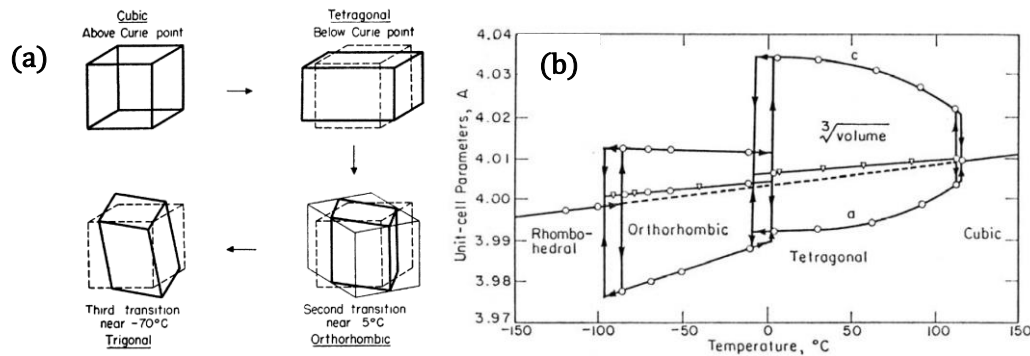 (a)
Cubic
Above Curie point
Tetragonal
Below Curie point
Third transition
near -70°C
Trigonal
Second transition
near 5°C
Orthorhombic
(b)
Unit-cell Parameters, A
4.04
4.03
4.02
4.01
4.00
3.99
3.98
3.97
c
3√volume
a
Rhombo-
hedral
Orthorhombic
Tetragonal
Cubic
-150
-100
-50
0
50
100
150
Temperature, °C